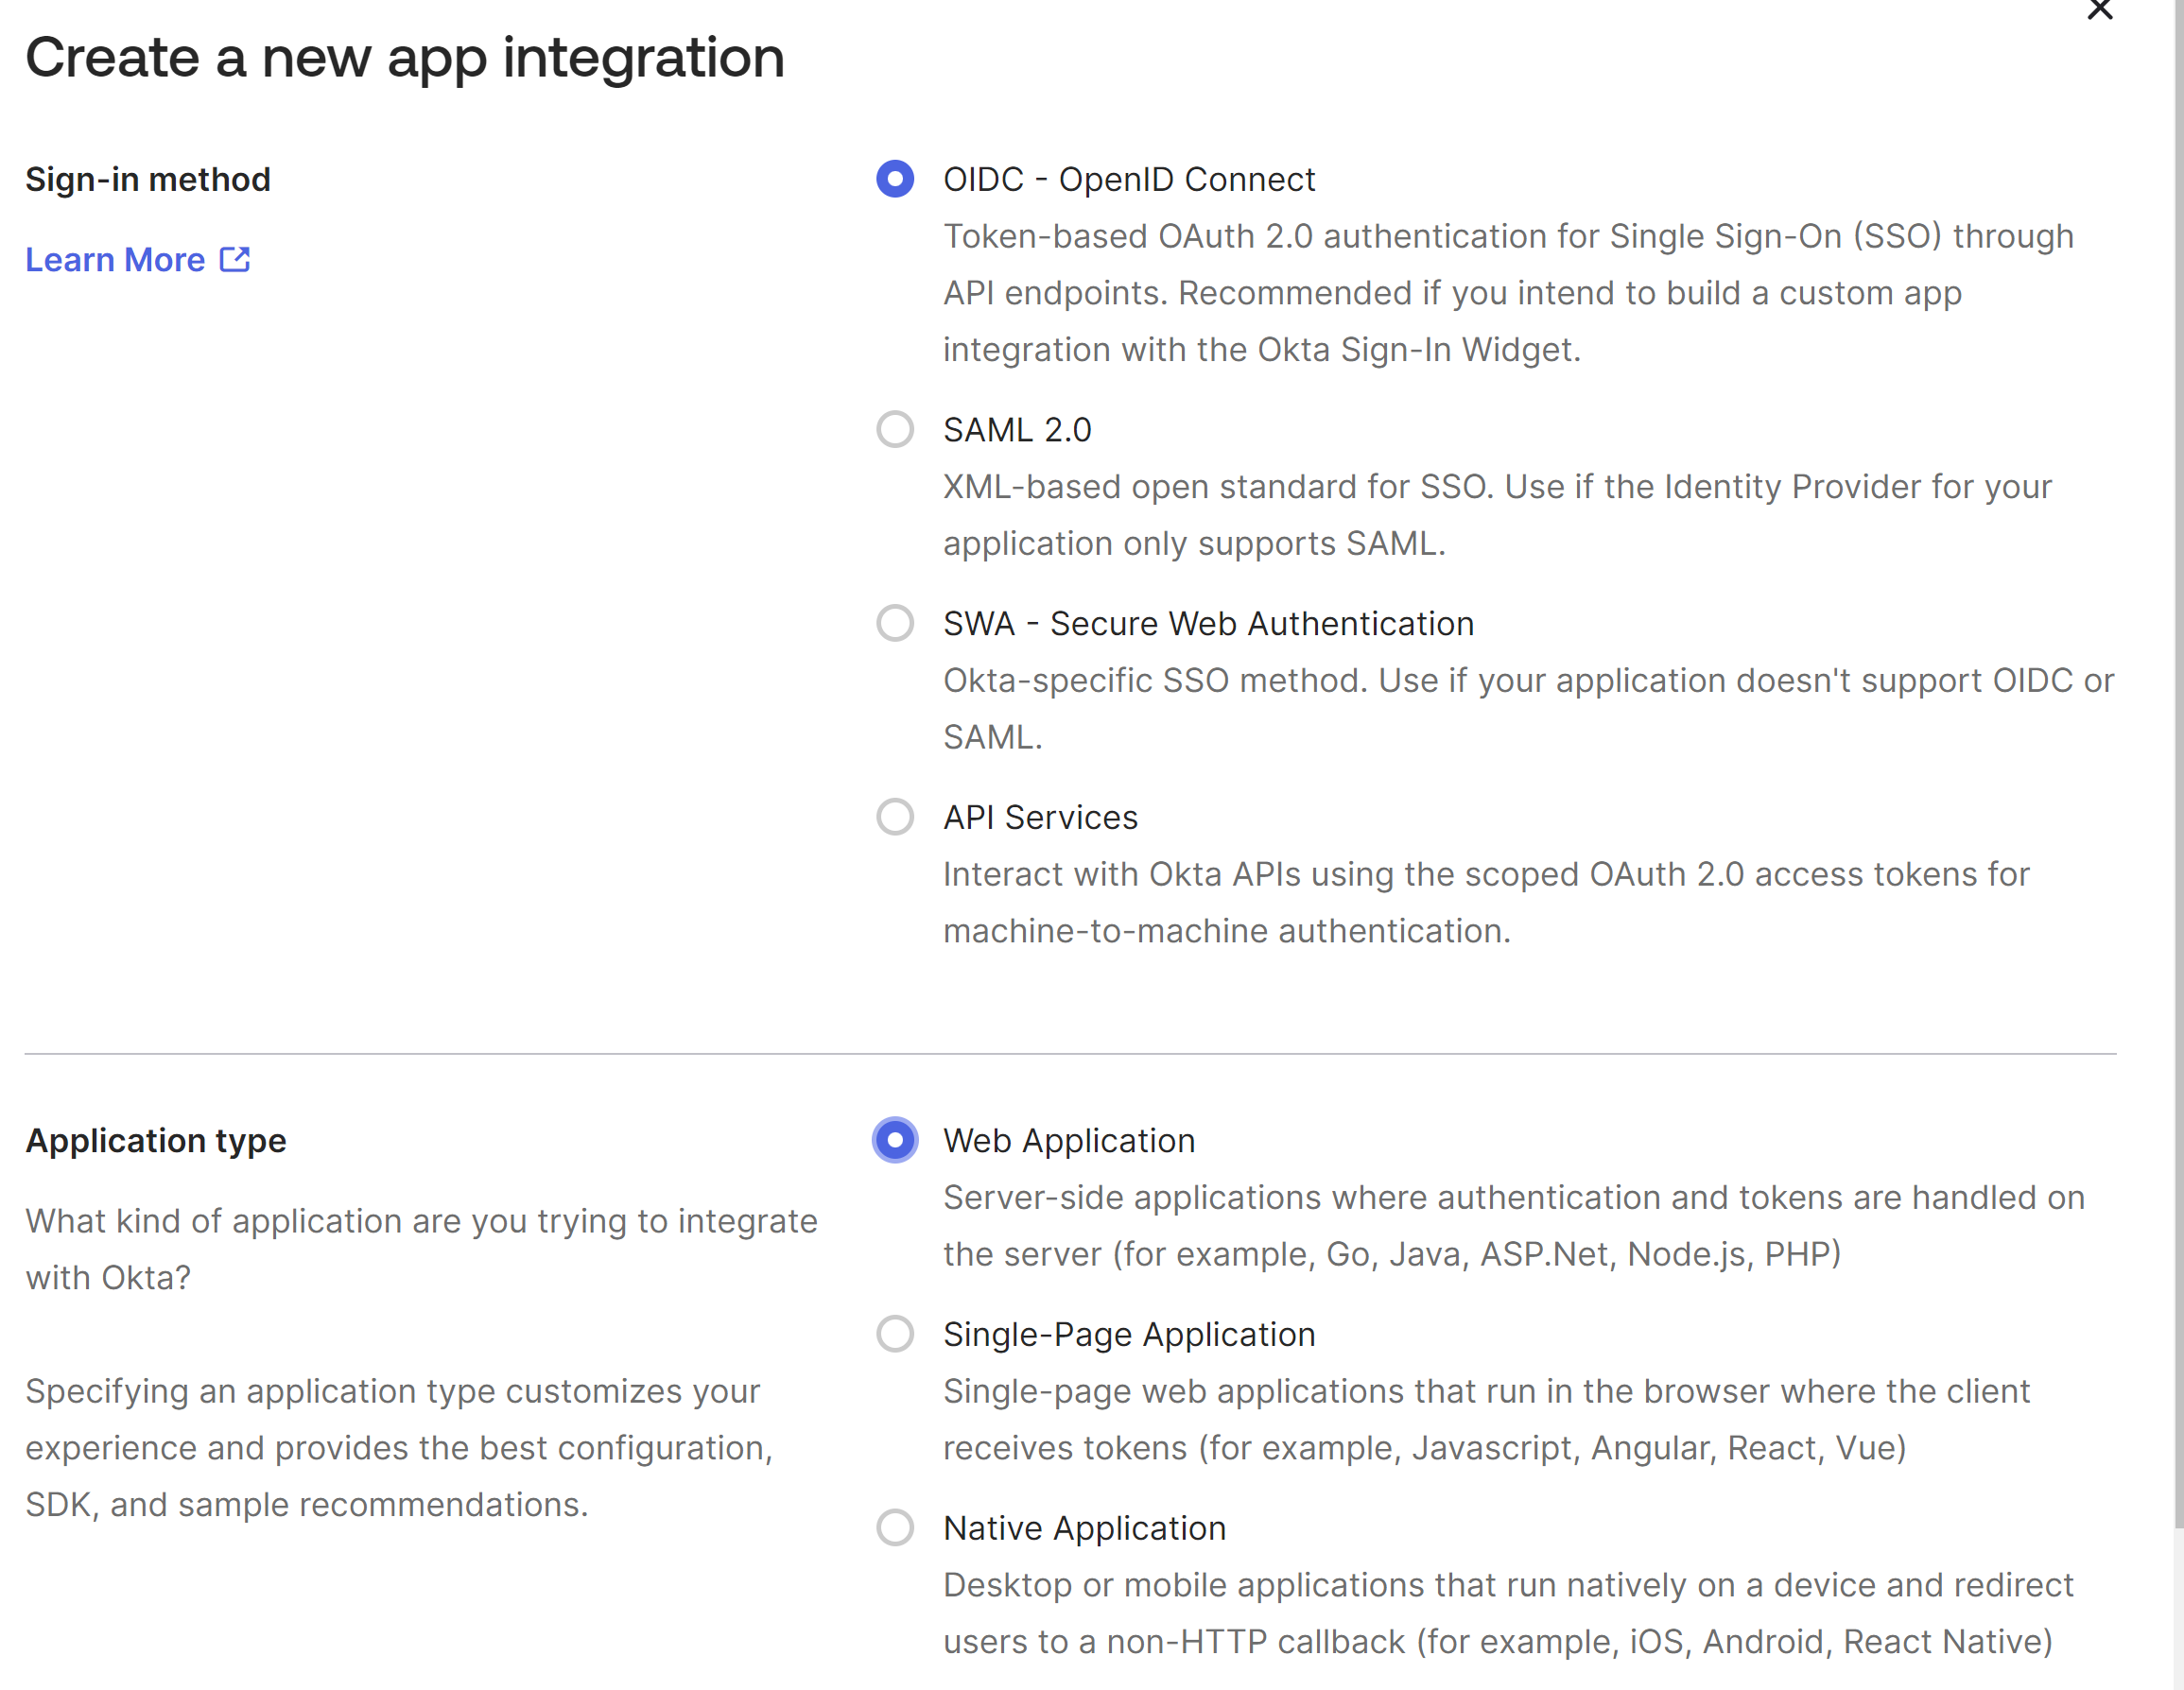 Create a new app integration
Sign-in method
Learn More
OIDC - OpenID Connect
Token-based OAuth 2.0 authentication for Single Sign-On (SSO) through
API endpoints. Recommended if you intend to build a custom app
integration with the Okta Sign-In Widget.
SAML 2.0
XML-based open standard for SSO. Use if the Identity Provider for your
application only supports SAML.
SWA - Secure Web Authentication
Okta-specific SSO method. Use if your application doesn't support OIDC or
SAML.
API Services
Interact with Okta APIs using the scoped OAuth 2.0 access tokens for
machine-to-machine authentication.
Application type
What kind of application are you trying to integrate
with Okta?
Specifying an application type customizes your
experience and provides the best configuration,
SDK, and sample recommendations.
Web Application
Server-side applications where authentication and tokens are handled on
the server (for example, Go, Java, ASP.Net, Node.js, PHP)
Single-Page Application
Single-page web applications that run in the browser where the client
receives tokens (for example, Javascript, Angular, React, Vue)
Native Application
Desktop or mobile applications that run natively on a device and redirect
users to a non-HTTP callback (for example, iOS, Android, React Native)